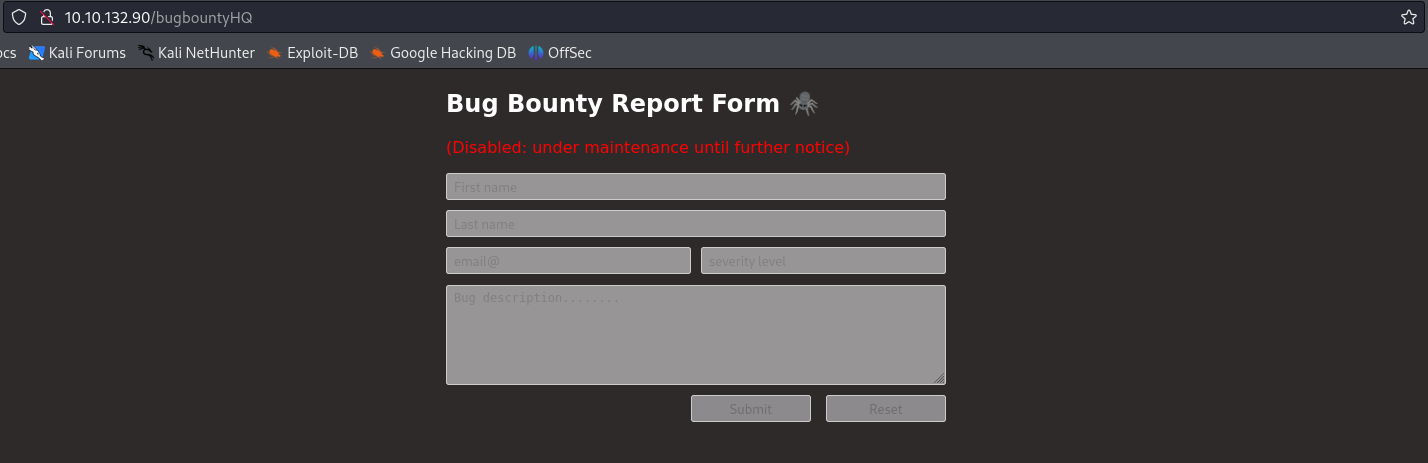 10.10.132.90/bugbountyHQ
ocs Kali Forums Kali NetHunter Exploit-DB Google Hacking DB OffSec
Bug Bounty Report Form
(Disabled: under maintenance until further notice)
First name
Last name
email@ severity level
Bug description........
Submit Reset